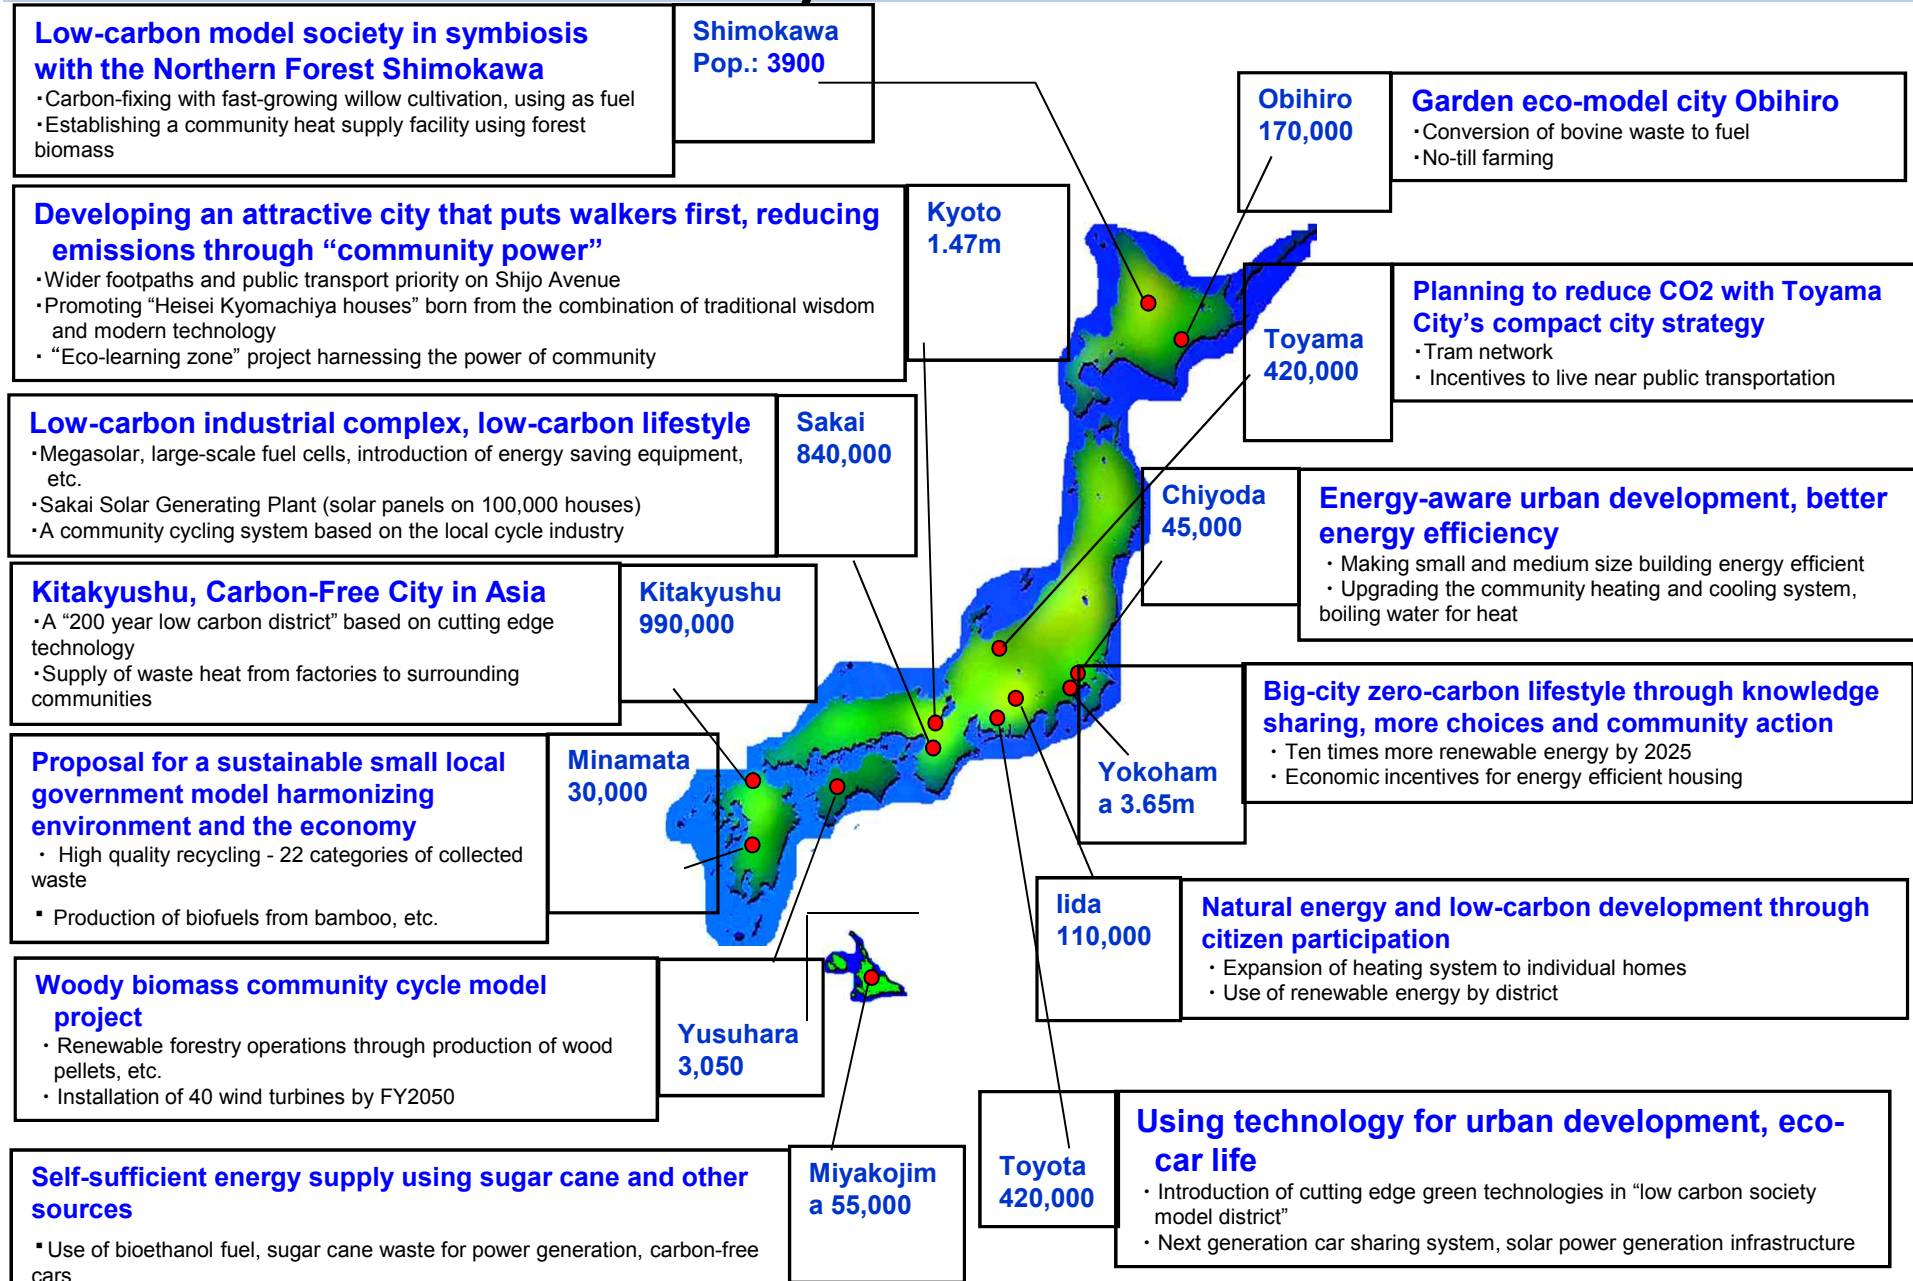 Low-carbon model society in symbiosis
with the Northern Forest Shimokawa
・Carbon-fixing with fast-growing willow cultivation, using as fuel
・Establishing a community heat supply facility using forest
biomass
Shimokawa
Pop.: 3900
Obihiro
170,000
Garden eco-model city Obihiro
・Conversion of bovine waste to fuel
・No-till farming
Developing an attractive city that puts walkers first, reducing
emissions through “community power”
・Wider footpaths and public transport priority on Shijo Avenue
・Promoting “Heisei Kyomachiya houses” born from the combination of traditional wisdom
and modern technology
・ “Eco-learning zone” project harnessing the power of community
Kyoto
1.47m
Toyama
420,000
Planning to reduce CO2 with Toyama
City’s compact city strategy
・Tram network
・ Incentives to live near public transportation
Low-carbon industrial complex, low-carbon lifestyle
・Megasolar, large-scale fuel cells, introduction of energy saving equipment,
etc.
・Sakai Solar Generating Plant (solar panels on 100,000 houses)
・A community cycling system based on the local cycle industry
Sakai
840,000
Chiyoda
45,000
Energy-aware urban development, better
energy efficiency
・ Making small and medium size building energy efficient
・ Upgrading the community heating and cooling system,
boiling water for heat
Kitakyushu, Carbon-Free City in Asia
・A “200 year low carbon district” based on cutting edge
technology
・Supply of waste heat from factories to surrounding
communities
Kitakyushu
990,000
Yokoham
a 3.65m
Big-city zero-carbon lifestyle through knowledge
sharing, more choices and community action
・ Ten times more renewable energy by 2025
・ Economic incentives for energy efficient housing
Proposal for a sustainable small local
government model harmonizing
environment and the economy
・ High quality recycling - 22 categories of collected
waste
▪ Production of biofuels from bamboo, etc.
Minamata
30,000
Iida
110,000
Natural energy and low-carbon development through
citizen participation
・ Expansion of heating system to individual homes
・ Use of renewable energy by district
Woody biomass community cycle model
project
・ Renewable forestry operations through production of wood
pellets, etc.
・ Installation of 40 wind turbines by FY2050
Yusuhara
3,050
Toyota
420,000
Using technology for urban development, eco-
car life
・ Introduction of cutting edge green technologies in “low carbon society
model district”
・ Next generation car sharing system, solar power generation infrastructure
Self-sufficient energy supply using sugar cane and other
sources
▪ Use of bioethanol fuel, sugar cane waste for power generation, carbon-free
cars
Miyakojim
a 55,000